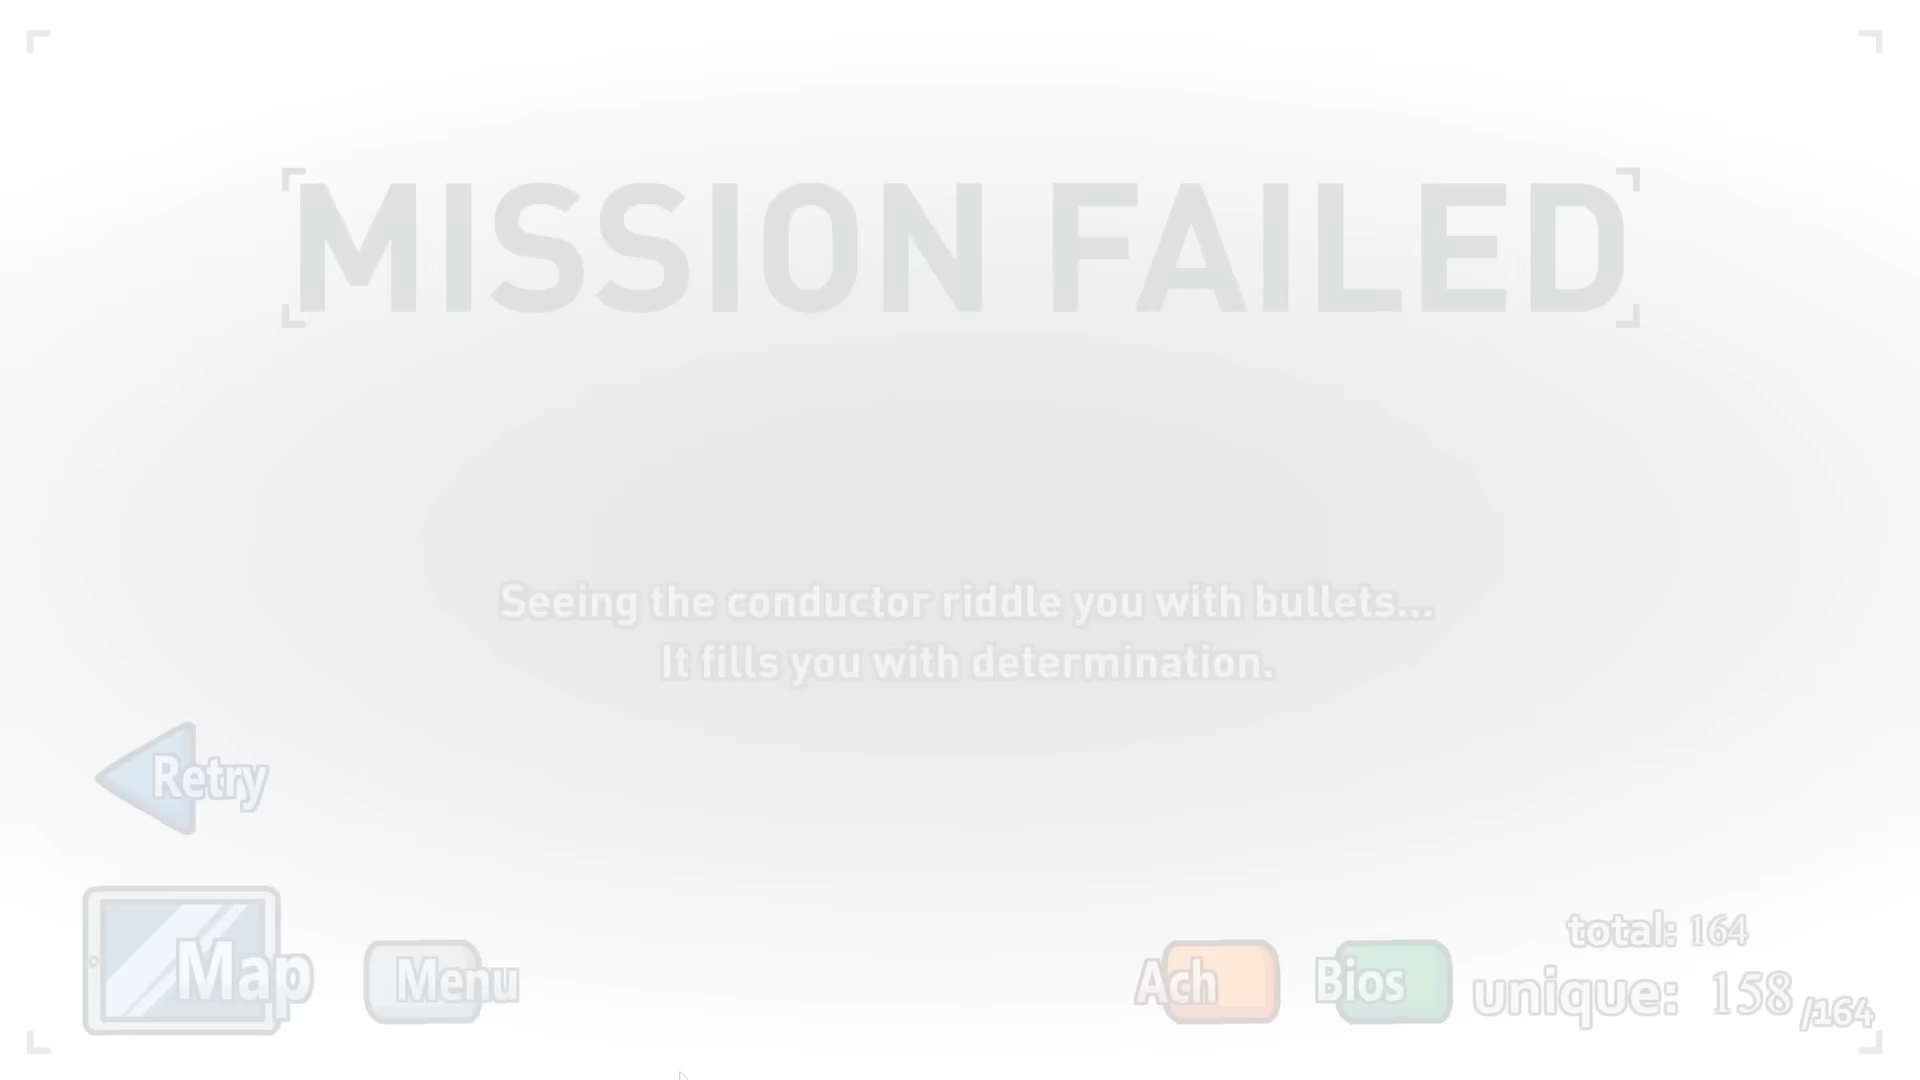 MISSION FAILED
Seeing the conductor riddle you with bullets...
It fills you with determination.
Retry
Map
Menu
Ach
Bios
total: 164
unique: 158 /164